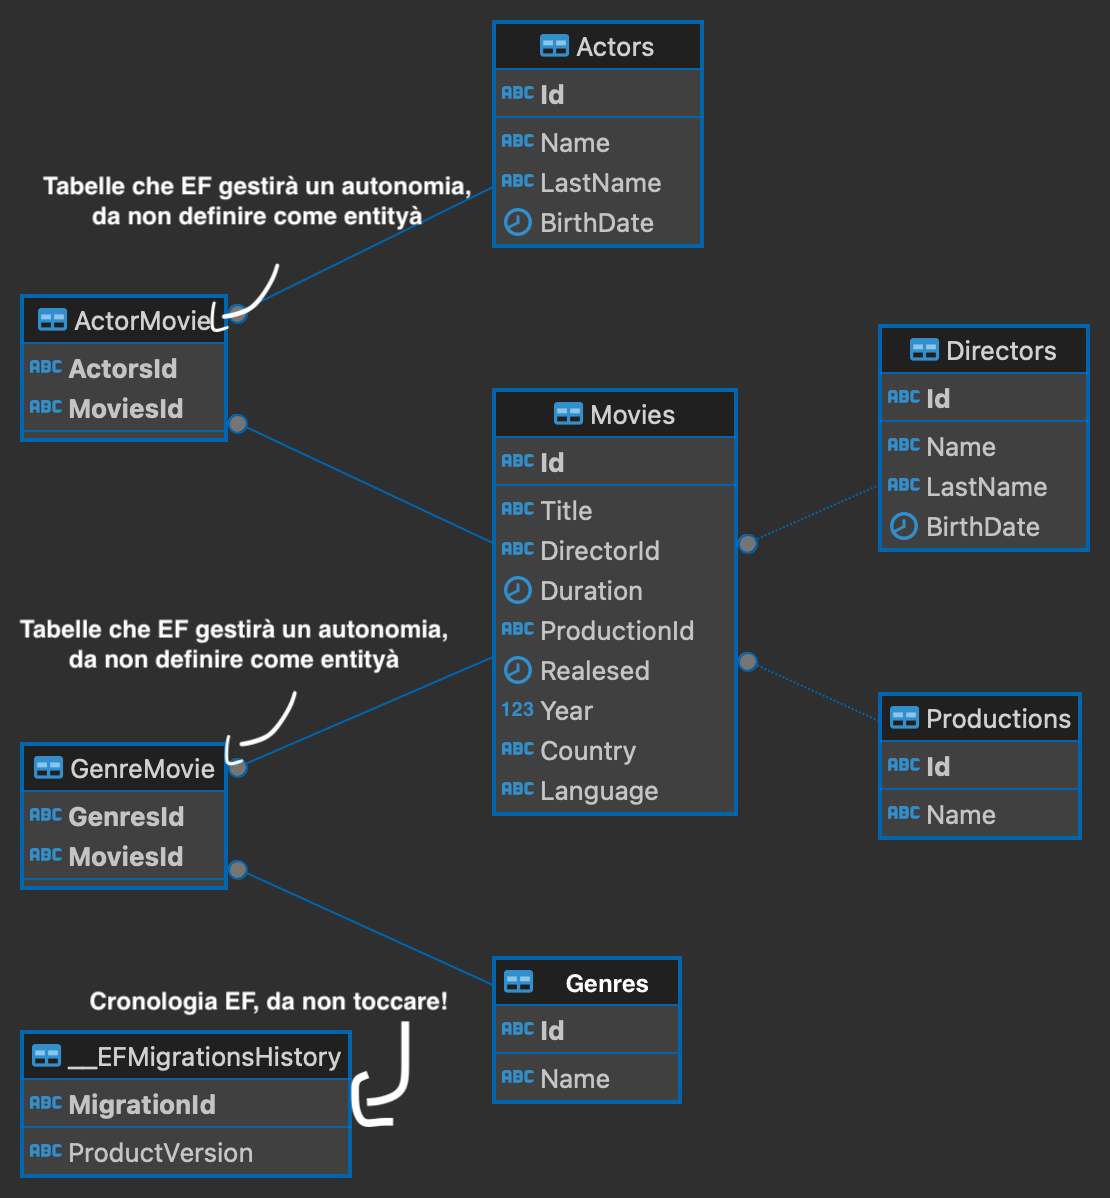 Actors
ABC Id
ABC Name
ABC LastName
BirthDate
Tabelle che EF gestirà un autonomia,
da non definire come entityà
ActorMovie
ABC ActorsId
ABC MoviesId
Movies
ABC Id
ABC Title
ABC DirectorId
Duration
ABC ProductionId
Realesed
123 Year
ABC Country
ABC Language
Directors
ABC Id
ABC Name
ABC LastName
BirthDate
Tabelle che EF gestirà un autonomia,
da non definire come entityà
GenreMovie
ABC GenresId
ABC MoviesId
Productions
ABC Id
ABC Name
Genres
ABC Id
ABC Name
Cronologia EF, da non toccare!
__EFMigrationsHistory
ABC MigrationId
ABC ProductVersion